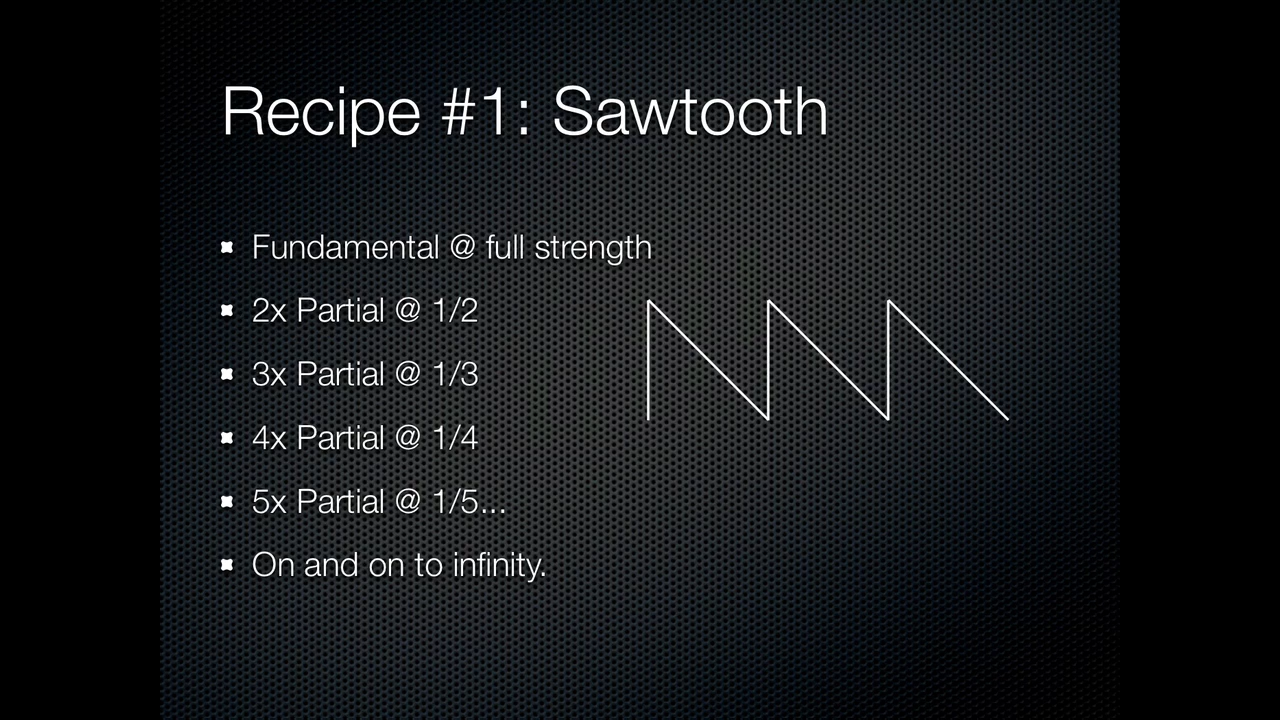 Recipe #1: Sawtooth
Fundamental @ full strength
2x Partial @ 1/2
3x Partial @ 1/3
4x Partial @ 1/4
5x Partial @ 1/5...
On and on to infinity.